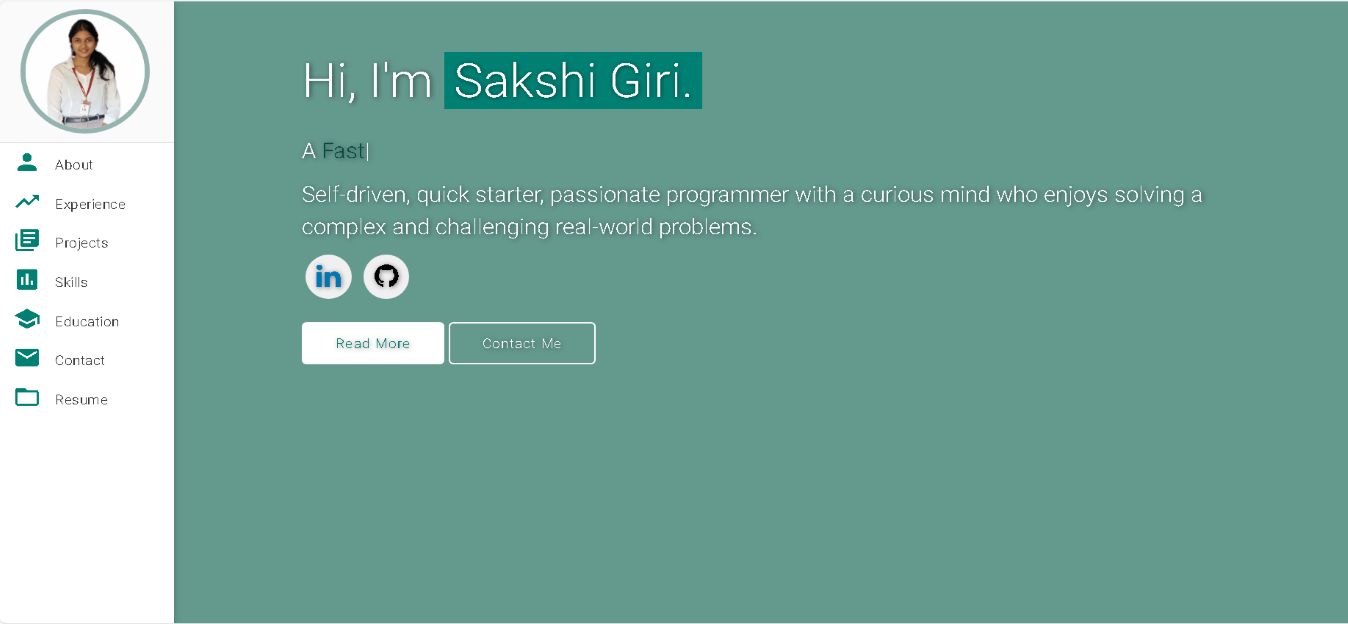 Hi, I'm Sakshi Giri.
A Fast|
Self-driven, quick starter, passionate programmer with a curious mind who enjoys solving a
complex and challenging real-world problems.
in
Read More
Contact Me
About
Experience
Projects
Skills
Education
Contact
Resume